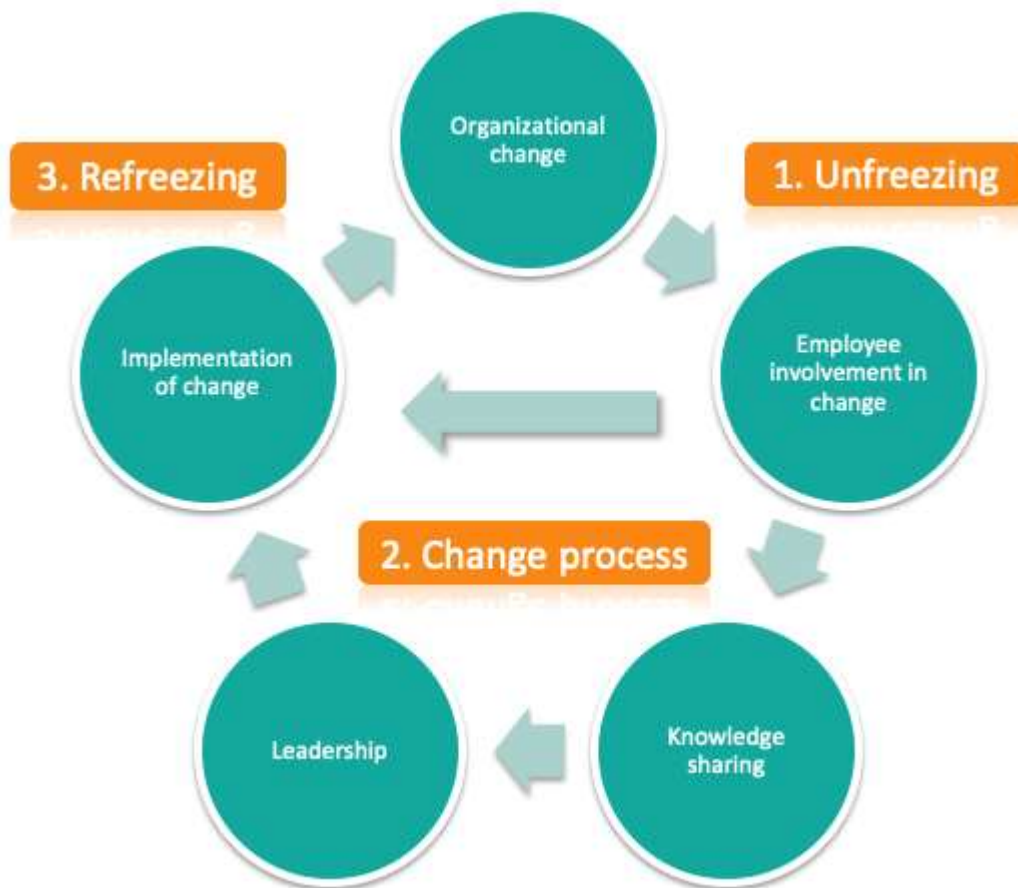 Organizational
change
3. Refreezing
1. Unfreezing
Implementation
of change
Employee
involvement in
change
2. Change process
Leadership
Knowledge
sharing